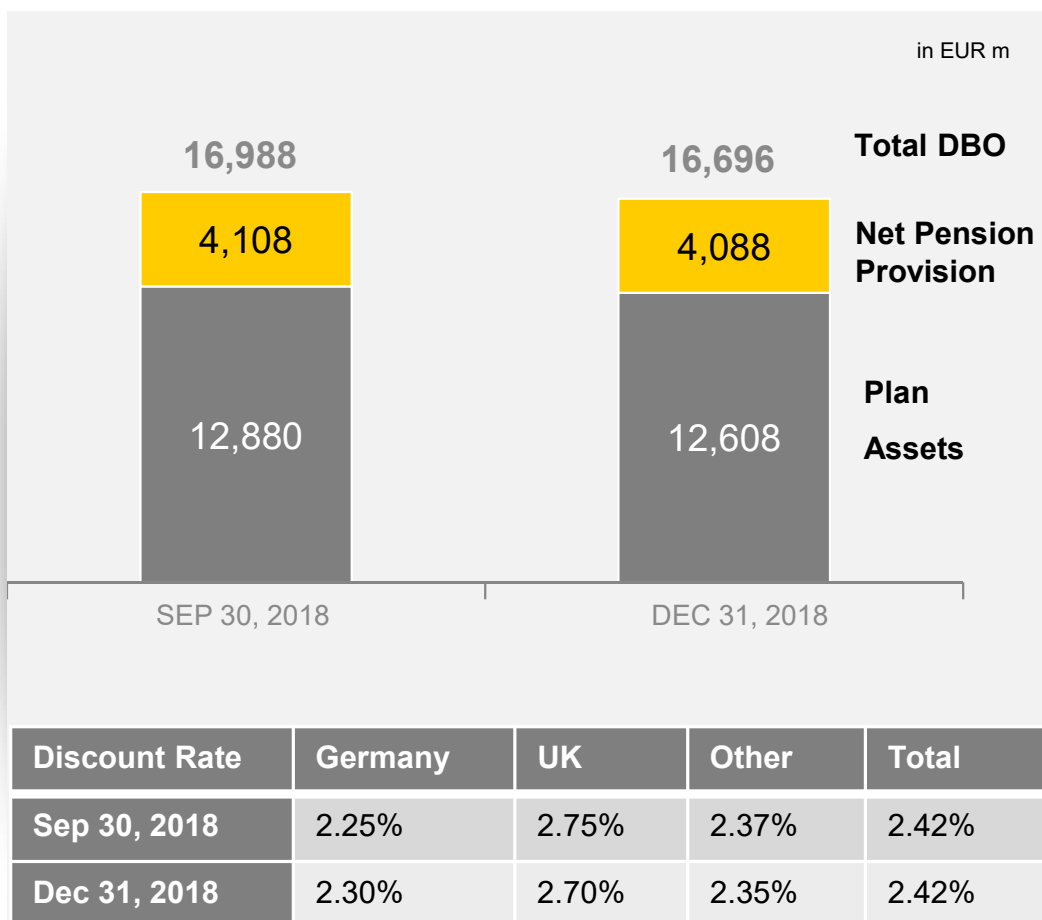 in EUR m
16,988
16,696
Total DBO
4,108
4,088
Net Pension
Provision
12,880
12,608
Plan
Assets
SEP 30, 2018
DEC 31, 2018
Discount Rate Germany UK Other Total
Sep 30, 2018 2.25% 2.75% 2.37% 2.42%
Dec 31, 2018 2.30% 2.70% 2.35% 2.42%